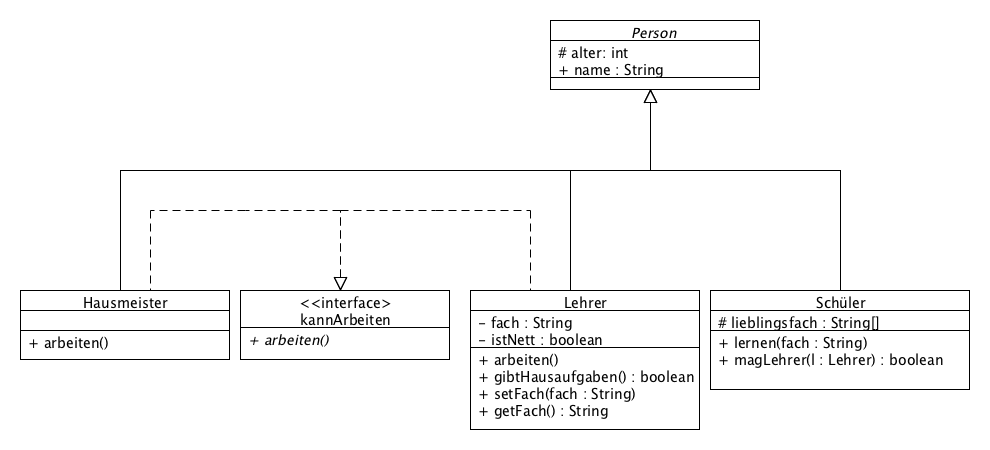 Person
# alter: int
+ name : String
Hausmeister
+ arbeiten()
<<interface>
kannArbeiten
+ arbeiten()
Lehrer
– fach : String
– istNett : boolean
+ arbeiten()
+ gibtHausaufgaben() : boolean
+ setFach(fach : String)
+ getFach() : String
Schüler
# lieblingsfach : String[]
+ lernen(fach : String)
+ magLehrer(l : Lehrer) : boolean